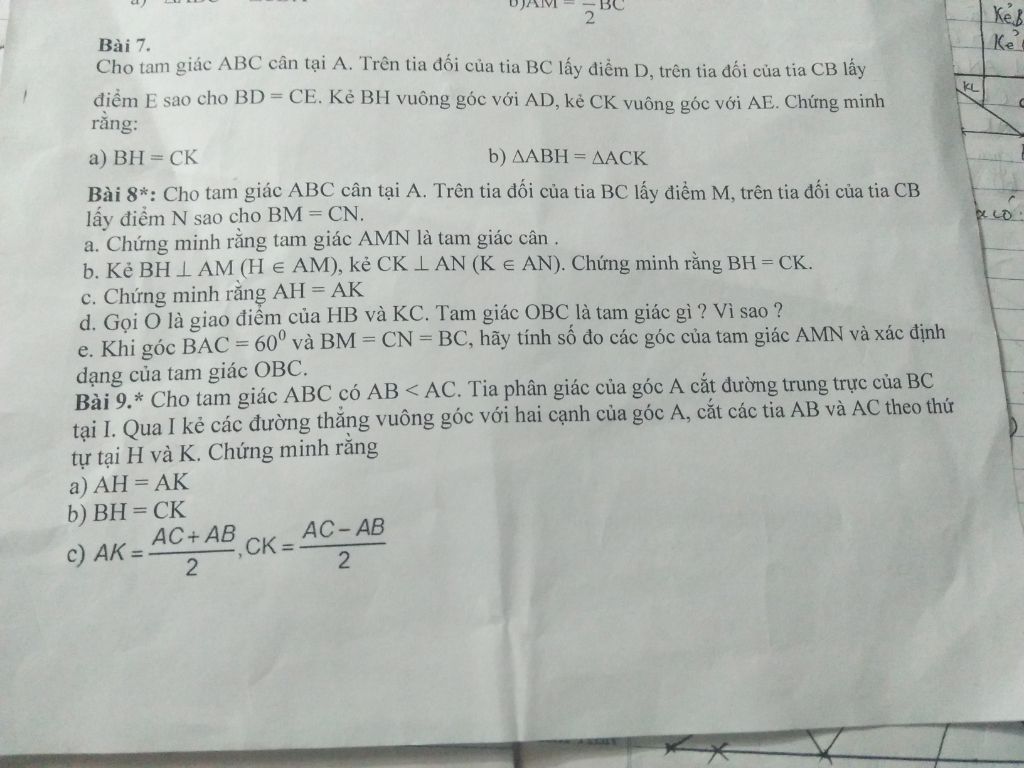 b) AM = 1/2 BC
Bài 7.
Cho tam giác ABC cân tại A. Trên tia đối của tia BC lấy điểm D, trên tia đối của tia CB lấy
điểm E sao cho BD = CE. Kẻ BH vuông góc với AD, kẻ CK vuông góc với AE. Chứng minh
rằng:
a) BH = CK b) ΔABH = ΔACK
Bài 8*: Cho tam giác ABC cân tại A. Trên tia đối của tia BC lấy điểm M, trên tia đối của tia CB
lấy điểm N sao cho BM = CN.
a. Chứng minh rằng tam giác AMN là tam giác cân .
b. Kẻ BH ⊥ AM (H ∈ AM), kẻ CK ⊥ AN (K ∈ AN). Chứng minh rằng BH = CK.
c. Chứng minh rằng AH = AK
d. Gọi O là giao điểm của HB và KC. Tam giác OBC là tam giác gì ? Vì sao ?
e. Khi góc BAC = 60⁰ và BM = CN = BC, hãy tính số đo các góc của tam giác AMN và xác định
dạng của tam giác OBC.
Bài 9.* Cho tam giác ABC có AB < AC. Tia phân giác của góc A cắt đường trung trực của BC
tại I. Qua I kẻ các đường thẳng vuông góc với hai cạnh của góc A, cắt các tia AB và AC theo thứ
tự tại H và K. Chứng minh rằng
a) AH = AK
b) BH = CK
c) AK = (AC + AB)/2, CK = (AC − AB)/2
Kẻ
Kẻ
KL
có